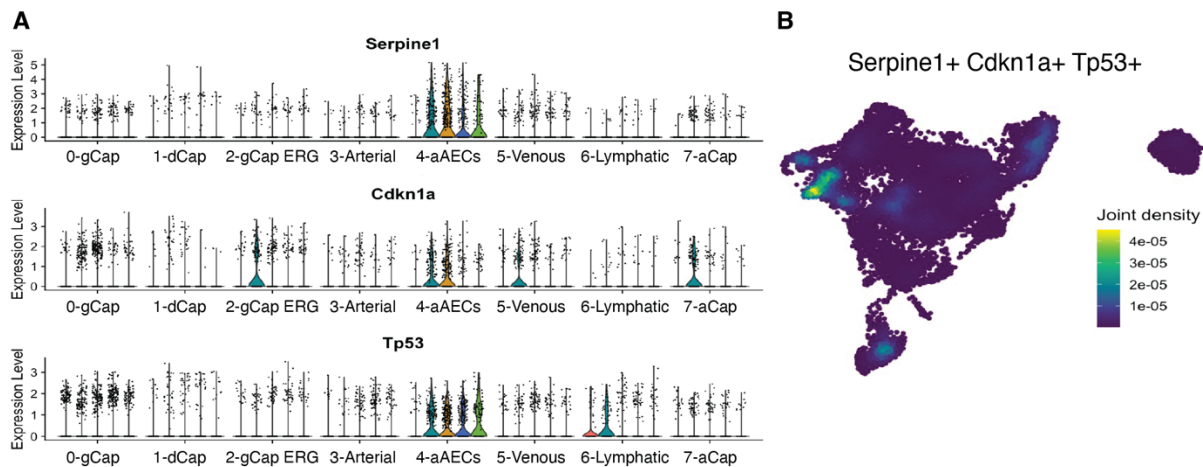 A
Serpine1
Expression Level
5
4
3
2
1
0
0-gCap 1-dCap 2-gCap ERG 3-Arterial 4-aAECs 5-Venous 6-Lymphatic 7-aCap
Cdkn1a
Expression Level
3
2
1
0
0-gCap 1-dCap 2-gCap ERG 3-Arterial 4-aAECs 5-Venous 6-Lymphatic 7-aCap
Tp53
Expression Level
3
2
1
0
0-gCap 1-dCap 2-gCap ERG 3-Arterial 4-aAECs 5-Venous 6-Lymphatic 7-aCap
B
Serpine1+ Cdkn1a+ Tp53+
Joint density
4e-05
3e-05
2e-05
1e-05